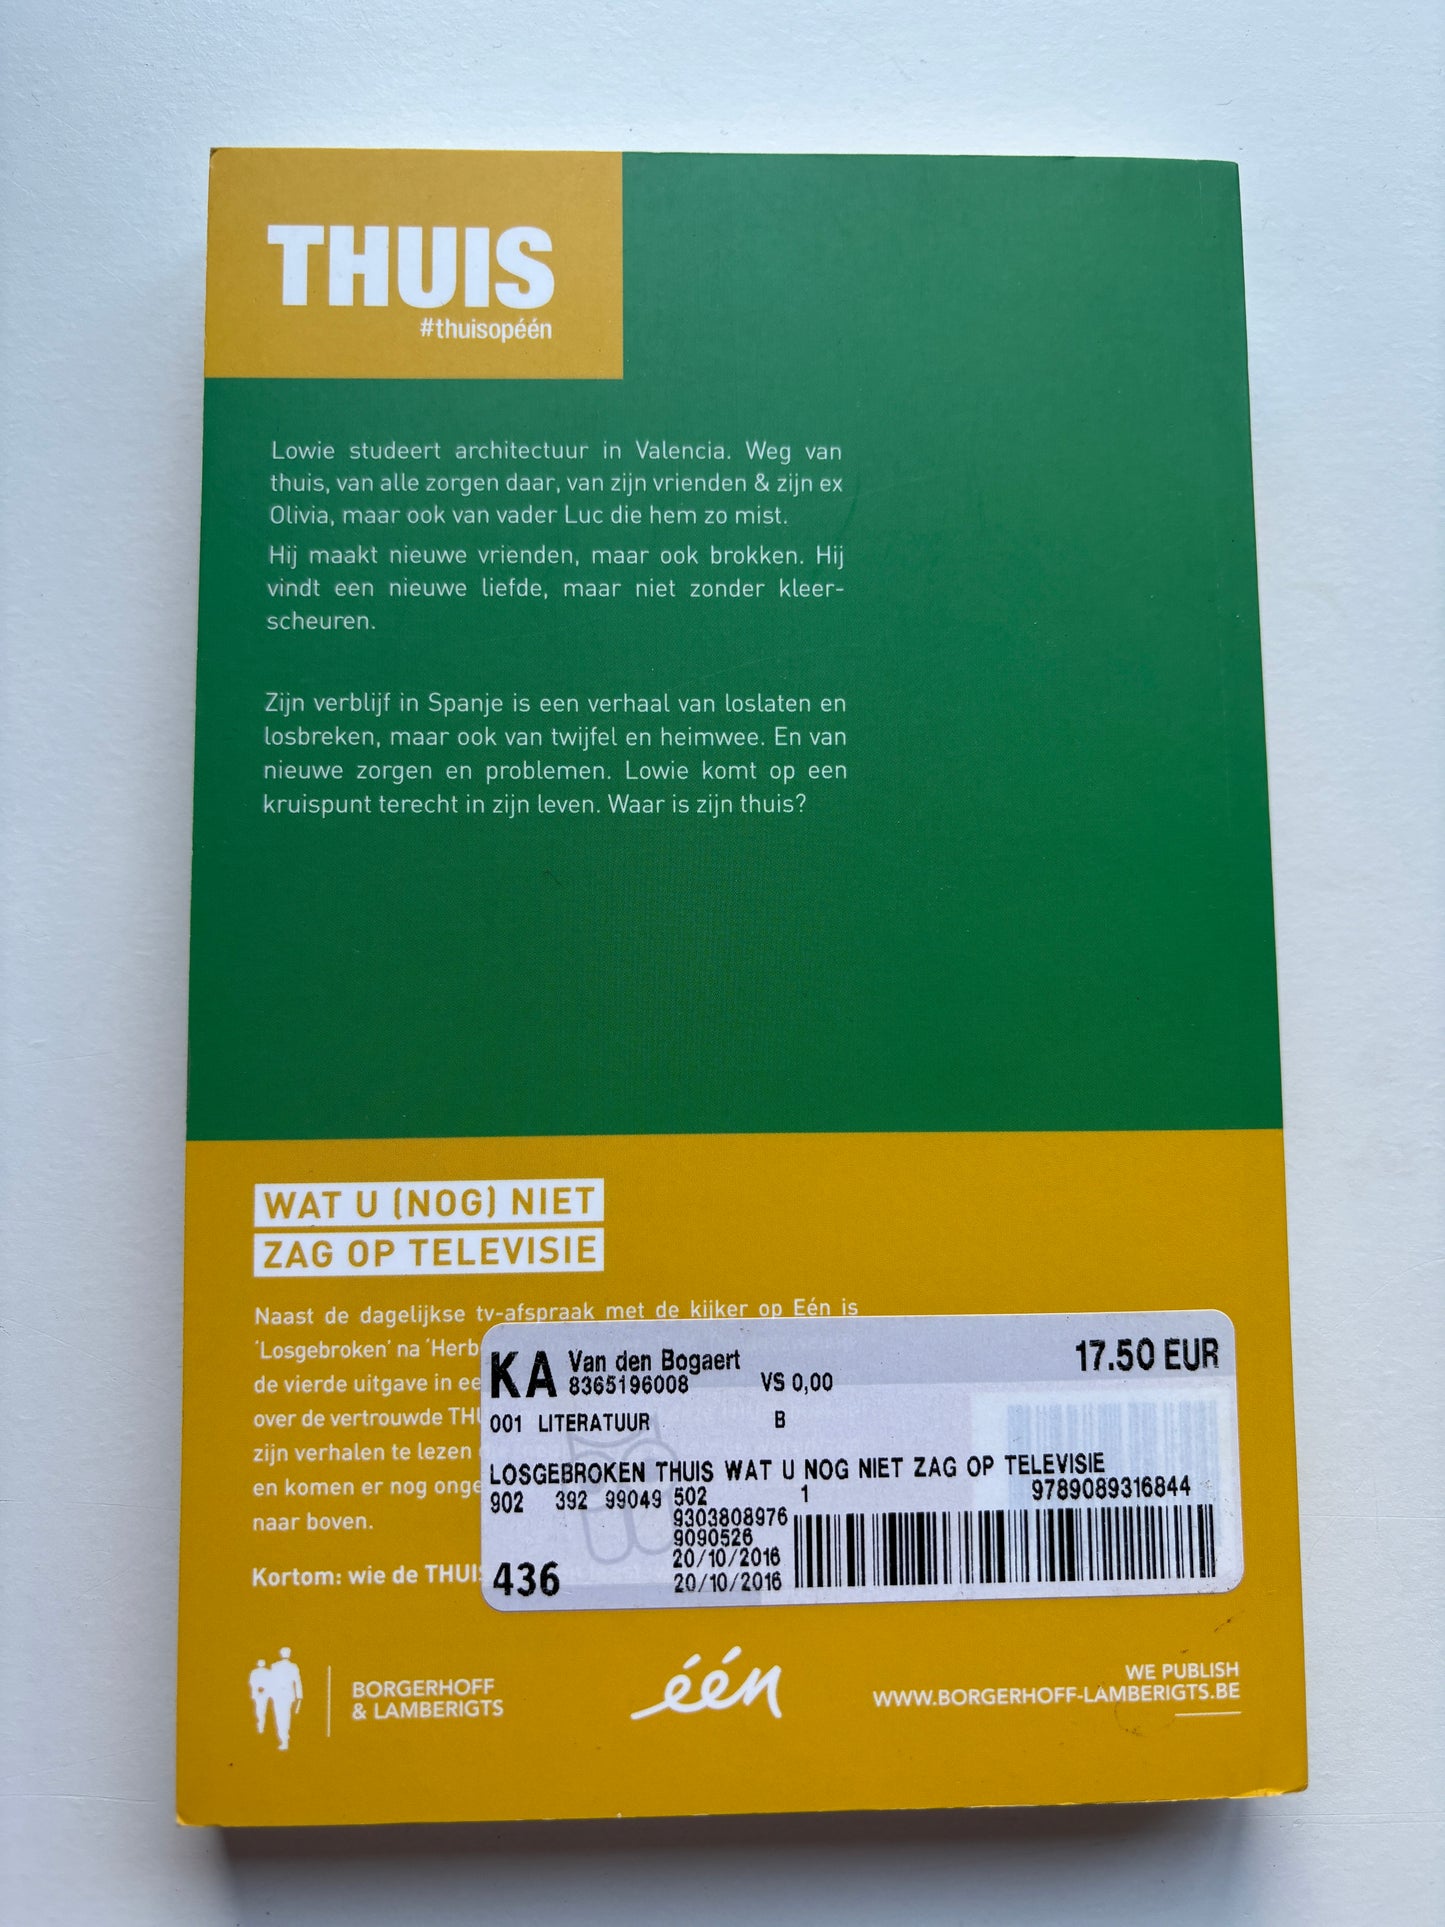 THUIS
#thuisopéén
Lowie studeert architectuur in Valencia. Weg van
thuis, van alle zorgen daar, van zijn vrienden & zijn ex
Olivia, maar ook van vader Luc die hem zo mist.
Hij maakt nieuwe vrienden, maar ook brokken. Hij
vindt een nieuwe liefde, maar niet zonder kleer-
scheuren.
Zijn verblijf in Spanje is een verhaal van loslaten en
losbreken, maar ook van twijfel en heimwee. En van
nieuwe zorgen en problemen. Lowie komt op een
kruispunt terecht in zijn leven. Waar is zijn thuis?
WAT U (NOG) NIET
ZAG OP TELEVISIE
Naast de dagelijkse tv-afspraak met de kijker op Eén is
'Losgebroken' na 'Herb
de vierde uitgave in ee
over de vertrouwde THU
zijn verhalen te lezen
en komen er nog onge
naar boven.
Kortom: wie de THUIS
KA Van den Bogaert 17.50 EUR
8365196008 VS 0,00
001 LITERATUUR B
LOSGEBROKEN THUIS WAT U NOG NIET ZAG OP TELEVISIE
902 392 99049 502 1 9789089316844
9303808976
9090526
20/10/2016
436 20/10/2016
BORGERHOFF
& LAMBERIGTS
één
WE PUBLISH
WWW.BORGERHOFF-LAMBERIGTS.BE